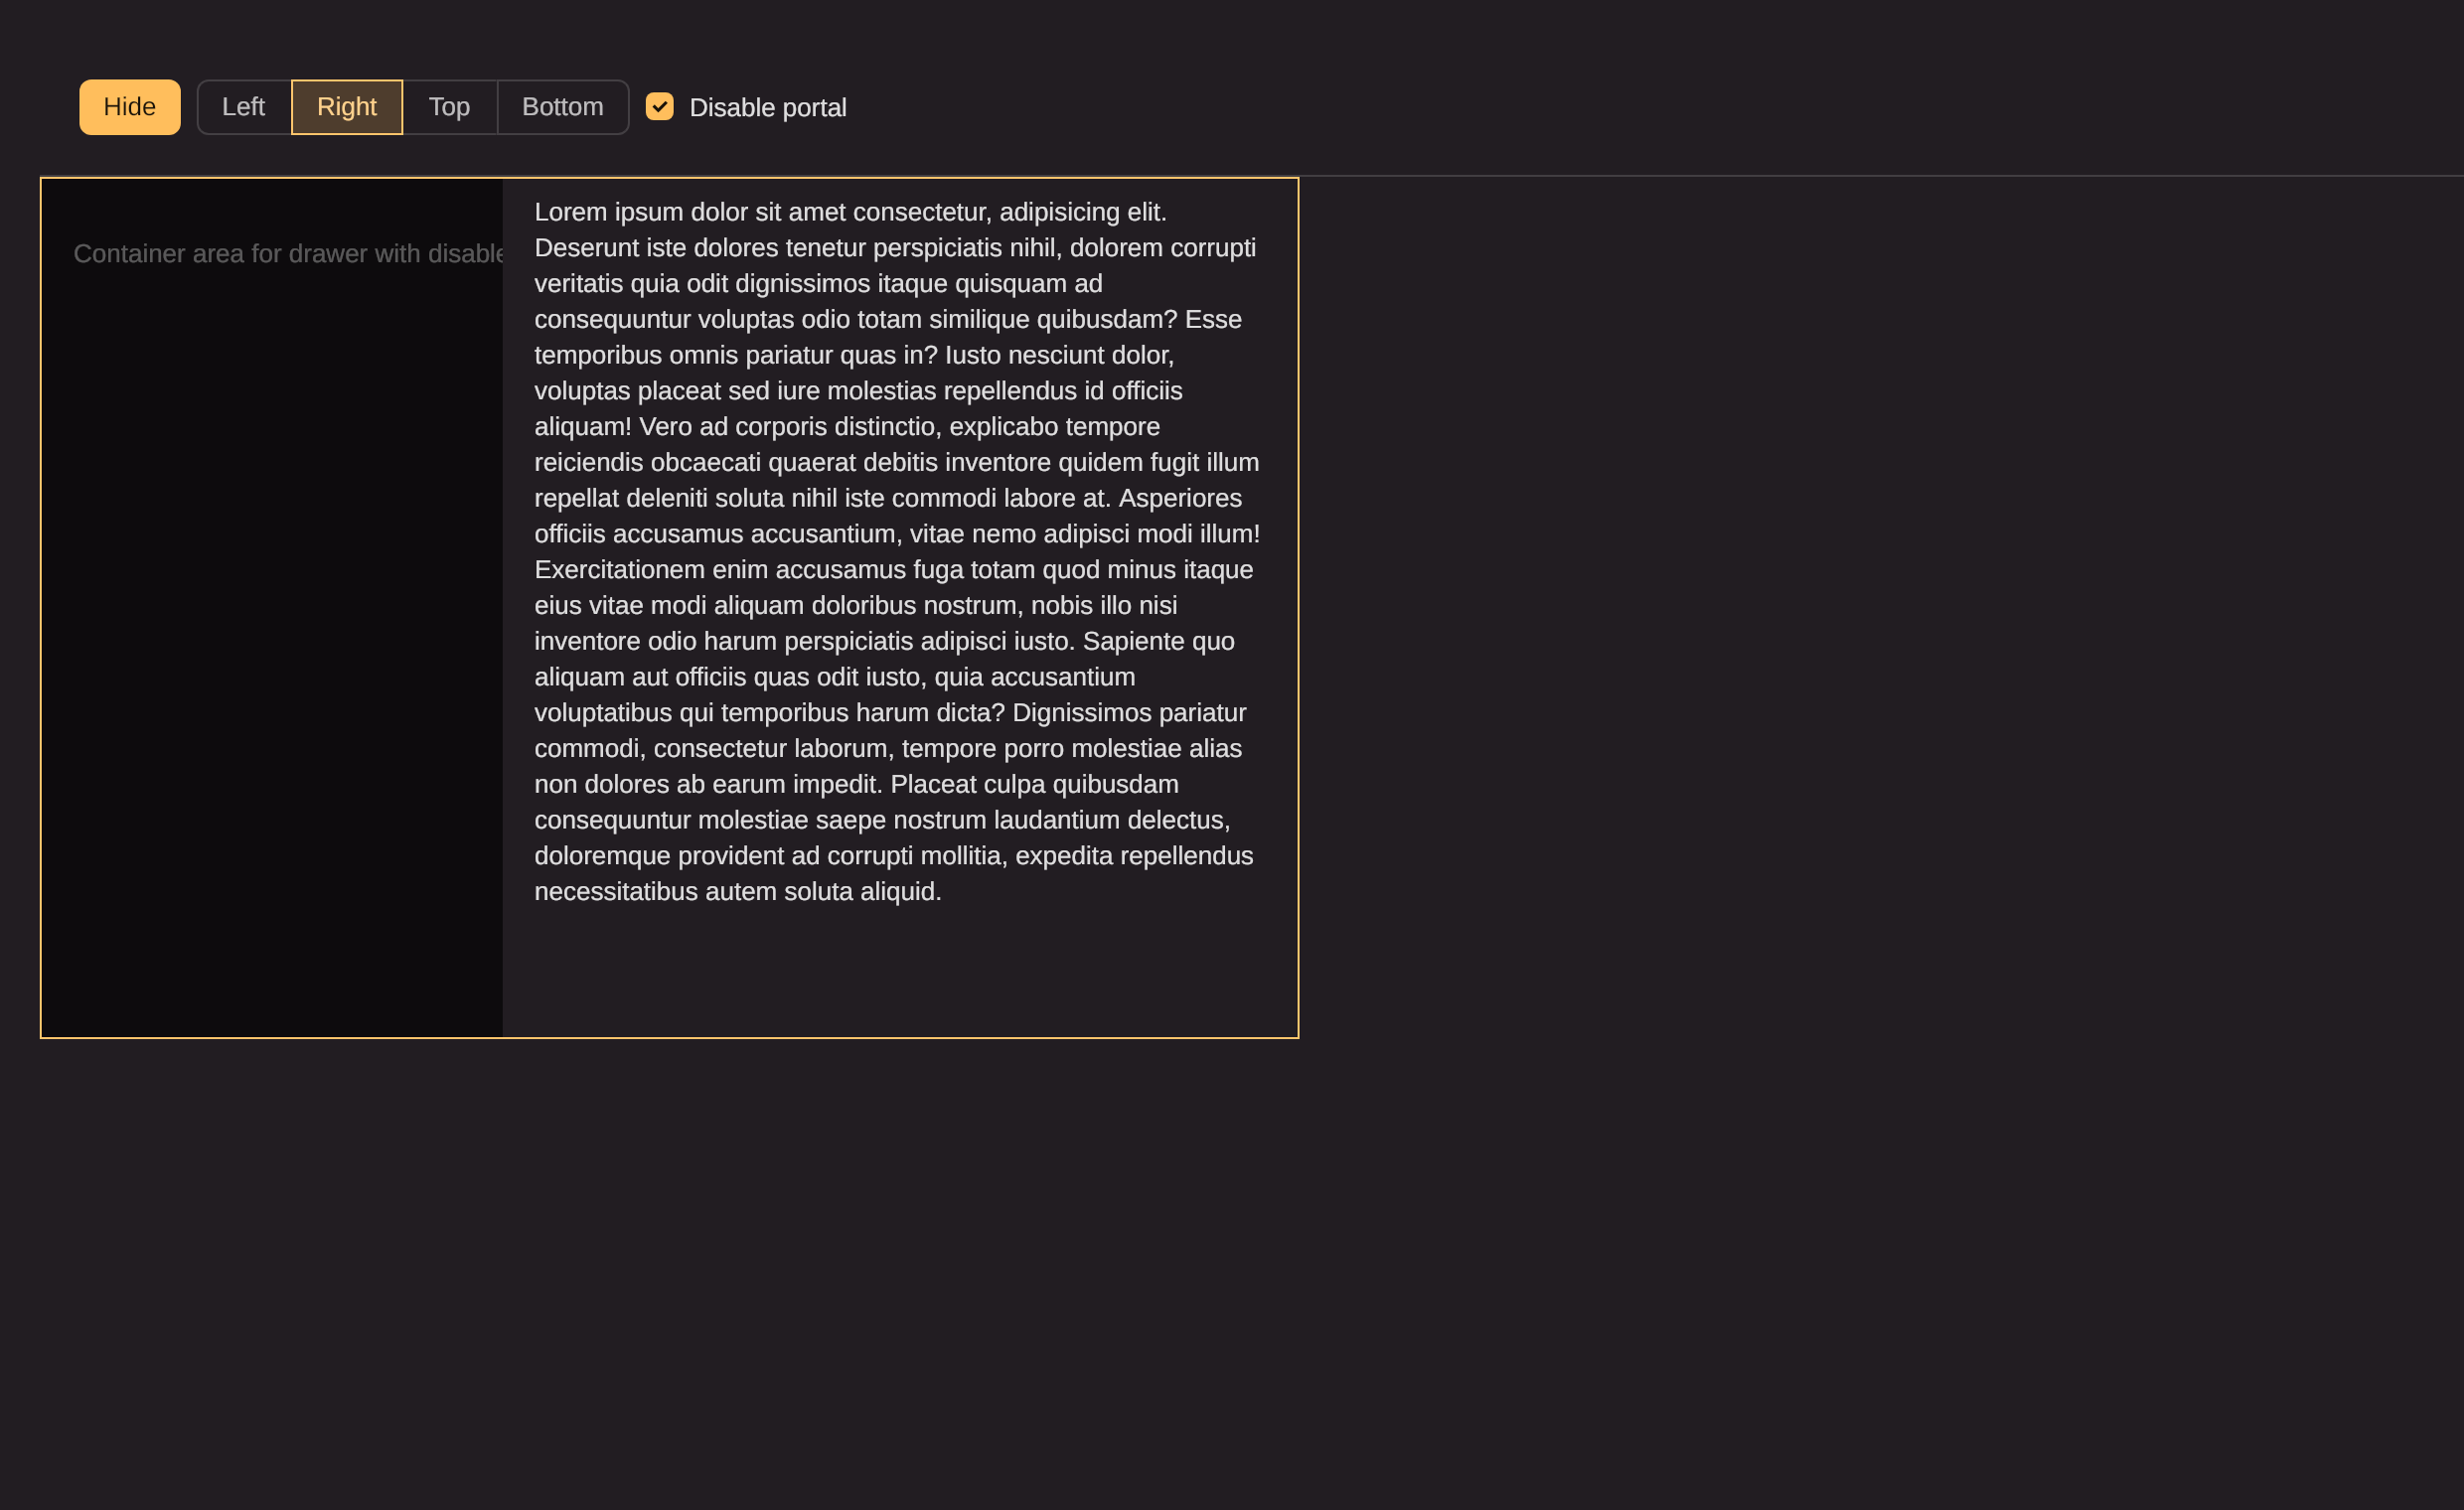 Hide Left Right Top Bottom Disable portal
Container area for drawer with
Lorem ipsum dolor sit amet consectetur, adipisicing elit.
Deserunt iste dolores tenetur perspiciatis nihil, dolorem corrupti
veritatis quia odit dignissimos itaque quisquam ad
consequuntur voluptas odio totam similique quibusdam? Esse
temporibus omnis pariatur quas in? Iusto nesciunt dolor,
voluptas placeat sed iure molestias repellendus id officiis
aliquam! Vero ad corporis distinctio, explicabo tempore
reiciendis obcaecati quaerat debitis inventore quidem fugit illum
repellat deleniti soluta nihil iste commodi labore at. Asperiores
officiis accusamus accusantium, vitae nemo adipisci modi illum!
Exercitationem enim accusamus fuga totam quod minus itaque
eius vitae modi aliquam doloribus nostrum, nobis illo nisi
inventore odio harum perspiciatis adipisci iusto. Sapiente quo
aliquam aut officiis quas odit iusto, quia accusantium
voluptatibus qui temporibus harum dicta? Dignissimos pariatur
commodi, consectetur laborum, tempore porro molestiae alias
non dolores ab earum impedit. Placeat culpa quibusdam
consequuntur molestiae saepe nostrum laudantium delectus,
doloremque provident ad corrupti mollitia, expedita repellendus
necessitatibus autem soluta aliquid.